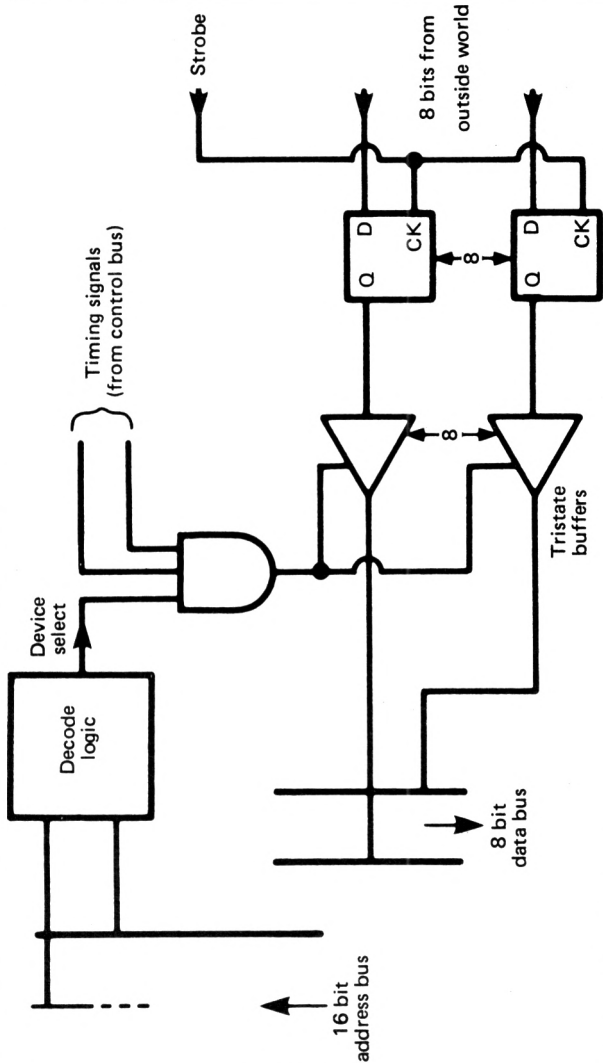 Strobe
8 bits from
outside world
D
CK
Q
8
D
CK
Q
Timing signals
(from control bus)
8
Tristate
buffers
Device
select
Decode
logic
8 bit
data bus
16 bit
address bus